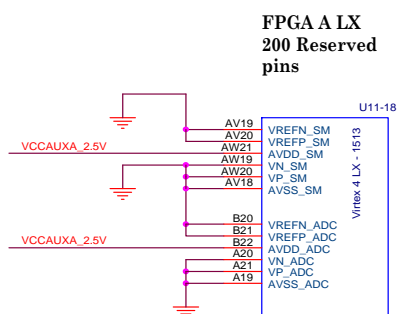 FPGA A LX
200 Reserved
pins
U11-18
AV19 VREFN_SM
AV20 VREFP_SM
VCCAUXA_2.5V AW21 AVDD_SM
AW19 VN_SM
AW20 VP_SM
AV18 AVSS_SM
Virtex 4 LX - 1513
B20 VREFN_ADC
B21 VREFP_ADC
VCCAUXA_2.5V B22 AVDD_ADC
A20 VN_ADC
A21 VP_ADC
A19 AVSS_ADC